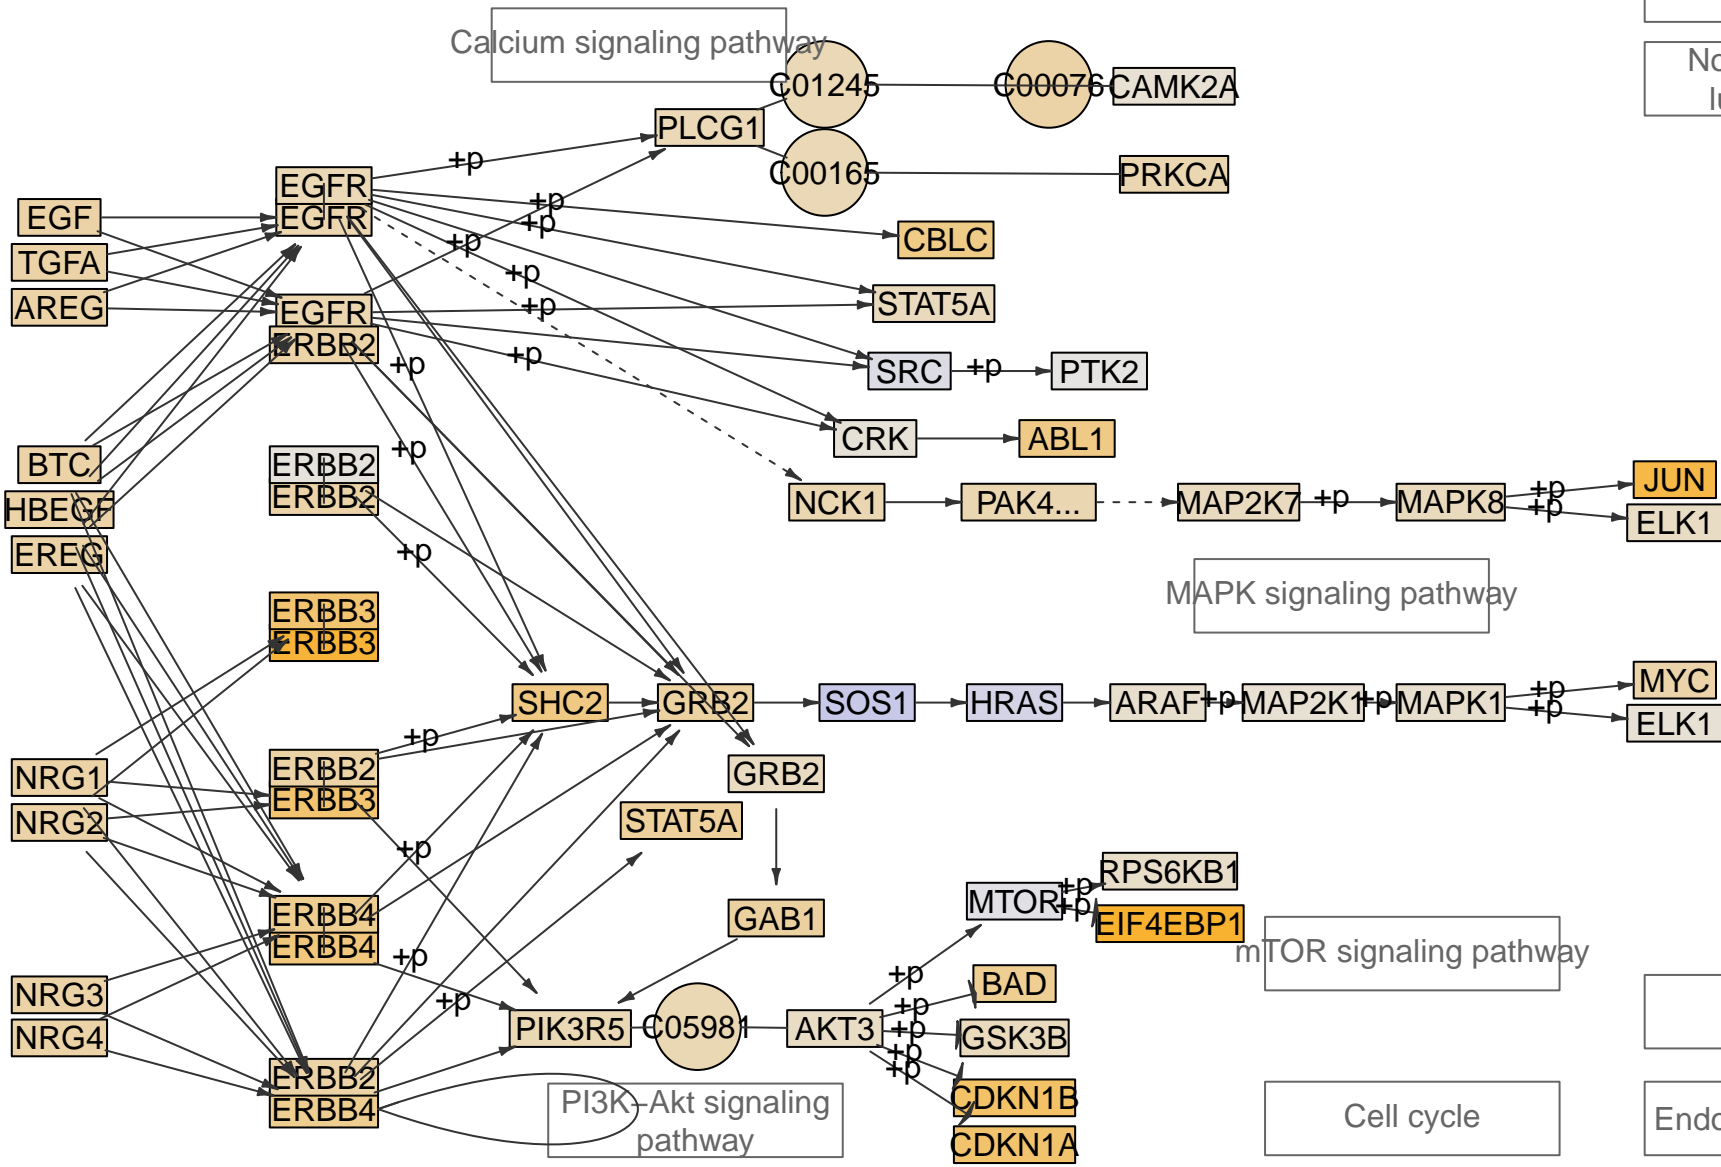 Calcium signaling pathway
No
lu
C01245
C00076
CAMK2A
PLCG1
+p
C00165
PRKCA
EGFR
EGFR
EGF
+p
+p
CBLC
TGFA
+p
+p
AREG
EGFR
+p
STAT5A
ERBB2
+p
+p
SRC
+p
PTK2
CRK
ABL1
+p
BTC
ERBB2
ERBB2
HBEGF
NCK1
PAK4...
MAP2K7
+p
MAPK8
+p
+p
JUN
ELK1
EREG
+p
MAPK signaling pathway
ERBB3
ERBB3
SHC2
GRB2
SOS1
HRAS
ARAF
+p
MAP2K1
+p
MAPK1
+p
+p
MYC
ELK1
+p
NRG1
ERBB2
ERBB3
GRB2
NRG2
STAT5A
+p
MTOR
+p
+p
RPS6KB1
EIF4EBP1
ERBB4
ERBB4
GAB1
mTOR signaling pathway
+p
+p
BAD
NRG3
+p
+p
PIK3R5
C05981
AKT3
+p
GSK3B
NRG4
+p
+p
ERBB2
ERBB4
PI3K−Akt signaling
pathway
CDKN1B
CDKN1A
Cell cycle
Endo